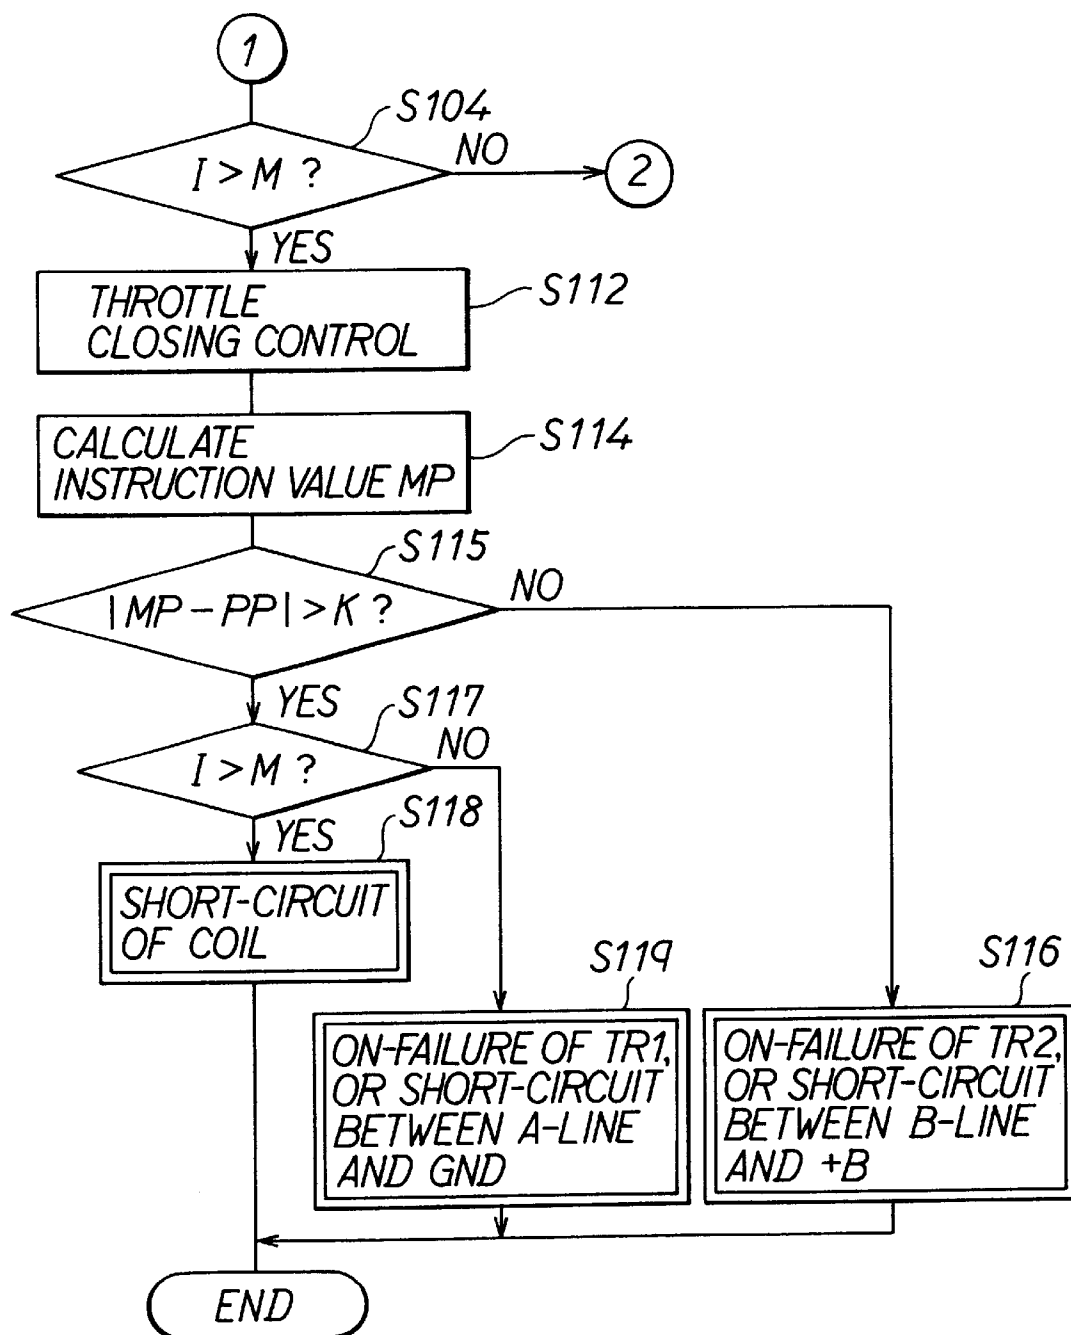 1
S104
I > M ?
NO
2
YES
THROTTLE
CLOSING CONTROL
S112
CALCULATE
INSTRUCTION VALUE MP
S114
S115
|MP - PP| > K ?
NO
YES
S117
I > M ?
NO
YES
S118
SHORT-CIRCUIT
OF COIL
S119
ON-FAILURE OF TR1,
OR SHORT-CIRCUIT
BETWEEN A-LINE
AND GND
S116
ON-FAILURE OF TR2,
OR SHORT-CIRCUIT
BETWEEN B-LINE
AND +B
END